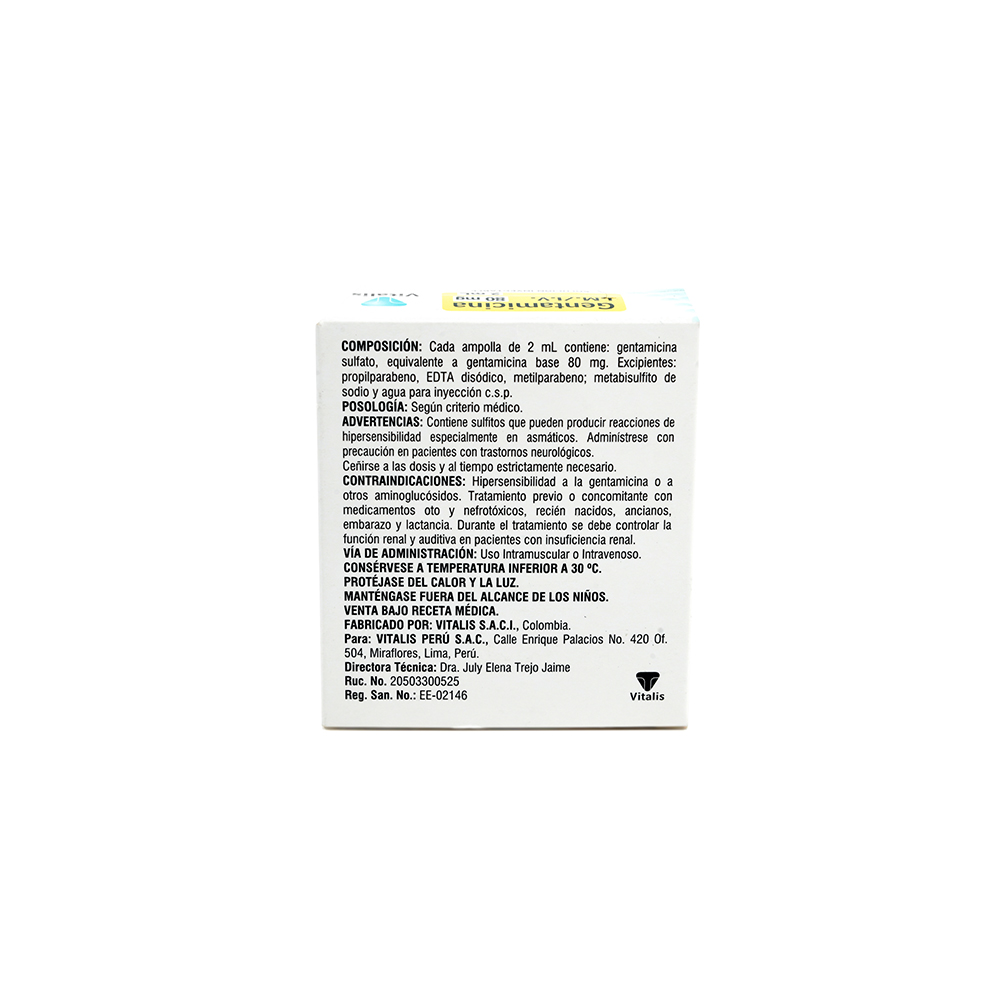 Gentamicina
I.M./I.V. 80 mg
2 mL
Vitalis
COMPOSICIÓN: Cada ampolla de 2 mL contiene: gentamicina
sulfato, equivalente a gentamicina base 80 mg. Excipientes:
propilparabeno, EDTA disódico, metilparabeno; metabisulfito de
sodio y agua para inyección c.s.p.
POSOLOGÍA: Según criterio médico.
ADVERTENCIAS: Contiene sulfitos que pueden producir reacciones de
hipersensibilidad especialmente en asmáticos. Adminístrese con
precaución en pacientes con trastornos neurológicos.
Ceñirse a las dosis y al tiempo estrictamente necesario.
CONTRAINDICACIONES: Hipersensibilidad a la gentamicina o a
otros aminoglucósidos. Tratamiento previo o concomitante con
medicamentos oto y nefrotóxicos, recién nacidos, ancianos,
embarazo y lactancia. Durante el tratamiento se debe controlar la
función renal y auditiva en pacientes con insuficiencia renal.
VÍA DE ADMINISTRACIÓN: Uso Intramuscular o Intravenoso.
CONSÉRVESE A TEMPERATURA INFERIOR A 30 ºC.
PROTÉJASE DEL CALOR Y LA LUZ.
MANTÉNGASE FUERA DEL ALCANCE DE LOS NIÑOS.
VENTA BAJO RECETA MÉDICA.
FABRICADO POR: VITALIS S.A.C.I., Colombia.
Para: VITALIS PERÚ S.A.C., Calle Enrique Palacios No. 420 Of.
504, Miraflores, Lima, Perú.
Directora Técnica: Dra. July Elena Trejo Jaime
Ruc. No. 20503300525
Reg. San. No.: EE-02146
Vitalis